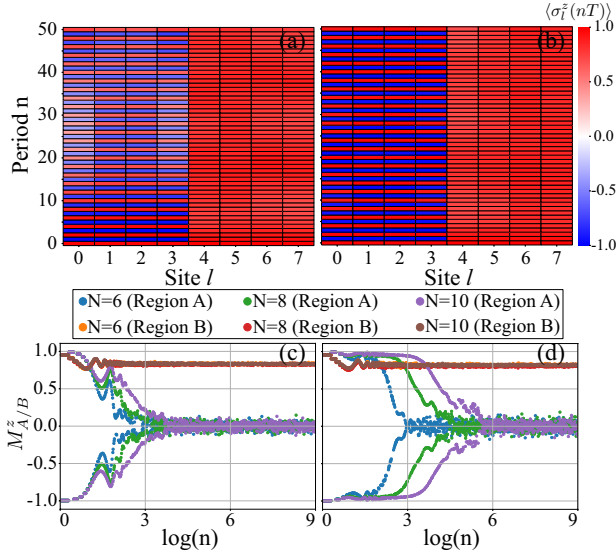 ⟨σ_l^z(nT)⟩
50 (a) (b) 1.0
40 0.5
30 0.0
20 -0.5
10 -1.0
0
Period n
0 1 2 3 4 5 6 7 0 1 2 3 4 5 6 7
Site l Site l
N=6 (Region A) N=8 (Region A) N=10 (Region A)
N=6 (Region B) N=8 (Region B) N=10 (Region B)
1.0 (c) (d)
0.5
0.0
-0.5
-1.0
M^z_{A/B}
0 3 6 9 0 3 6 9
log(n) log(n)